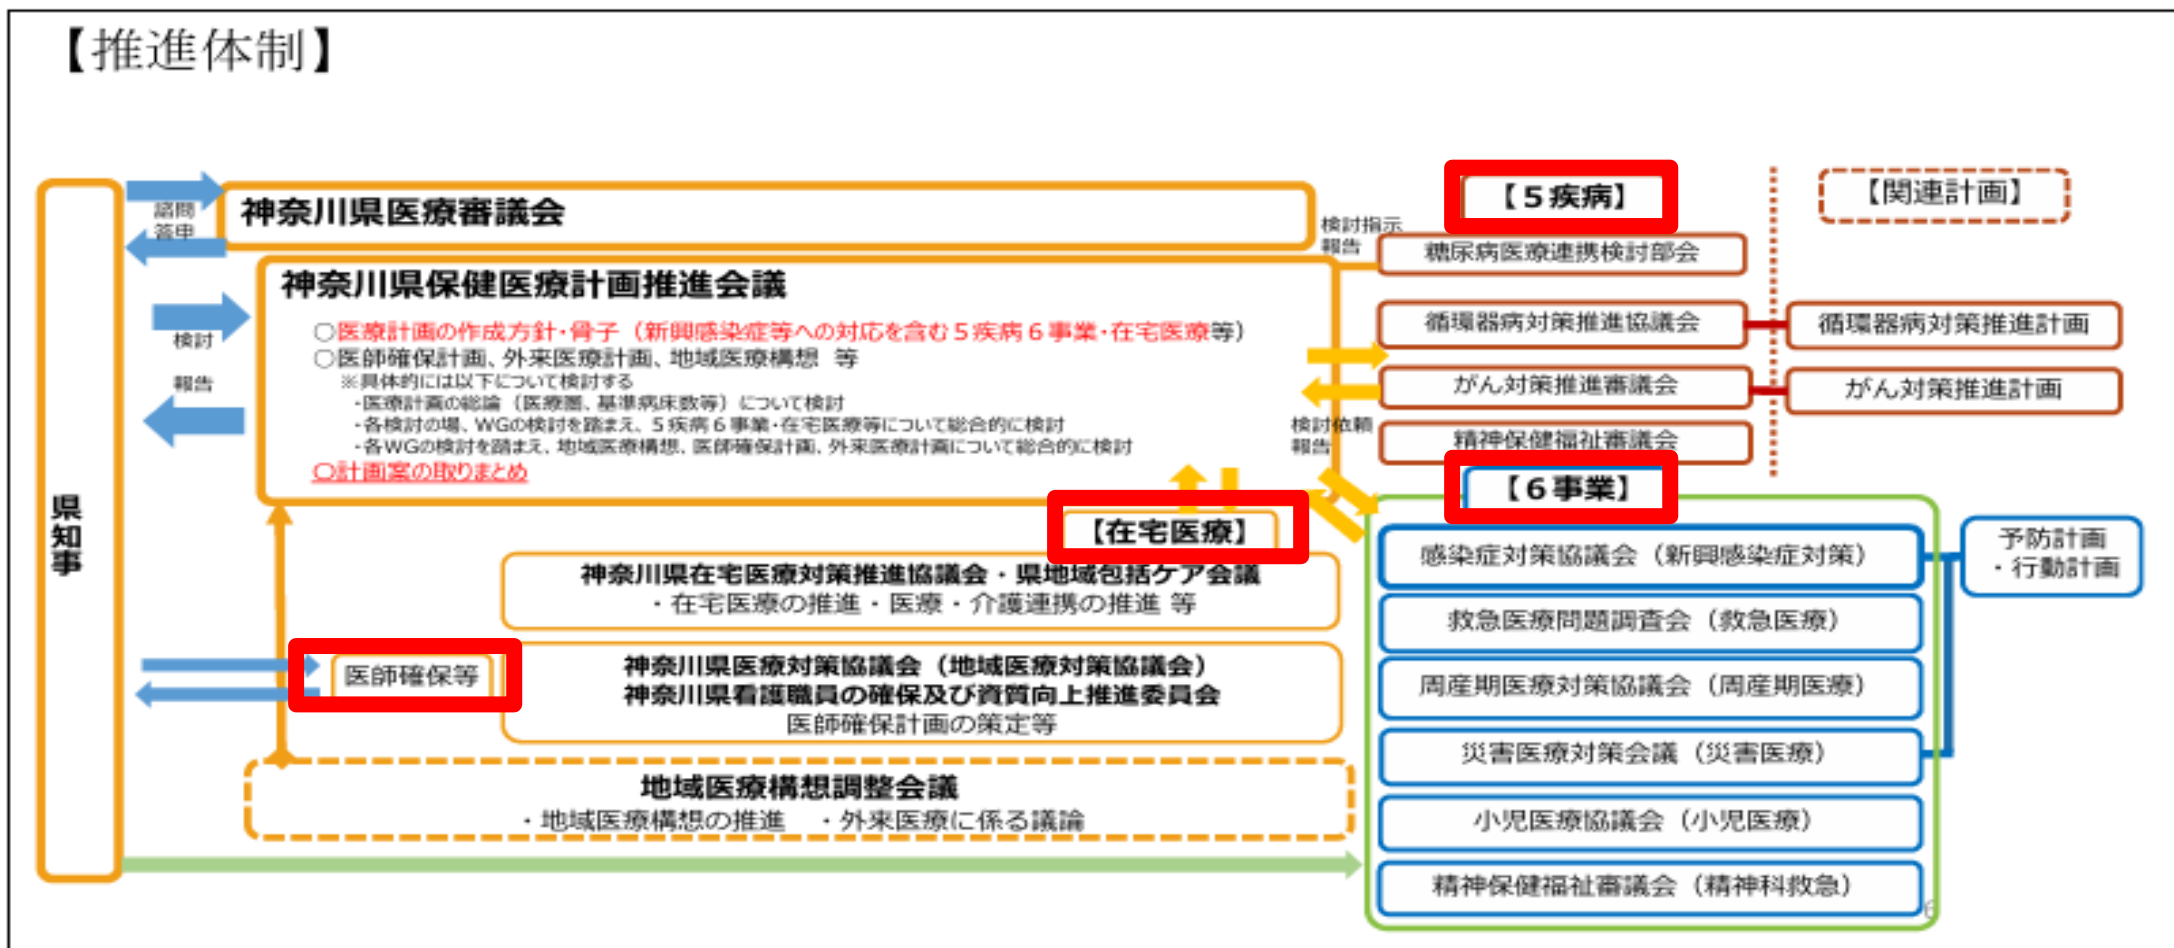 【推進体制】
県知事
諮問
答申
検討
報告
神奈川県医療審議会
神奈川県保健医療計画推進会議
○医療計画の作成方針・骨子（新興感染症等への対応を含む５疾病６事業・在宅医療等）
○医師確保計画、外来医療計画、地域医療構想 等
※具体的には以下について検討する
・医療計画の総論（医療圏、基準病床数等）について検討
・各検討の場、WGの検討を踏まえ、５疾病６事業・在宅医療等について総合的に検討
・各WGの検討を踏まえ、地域医療構想、医師確保計画、外来医療計画について総合的に検討
○計画案の取りまとめ
【在宅医療】
神奈川県在宅医療対策推進協議会・県地域包括ケア会議
・在宅医療の推進・医療・介護連携の推進 等
医師確保等
神奈川県医療対策協議会（地域医療対策協議会）
神奈川県看護職員の確保及び資質向上推進委員会
医師確保計画の策定等
地域医療構想調整会議
・地域医療構想の推進　・外来医療に係る議論
検討指示
報告
検討依頼
報告
【５疾病】
糖尿病医療連携検討部会
循環器病対策推進協議会
がん対策推進審議会
精神保健福祉審議会
【関連計画】
循環器病対策推進計画
がん対策推進計画
【６事業】
感染症対策協議会（新興感染症対策）
救急医療問題調査会（救急医療）
周産期医療対策協議会（周産期医療）
災害医療対策会議（災害医療）
小児医療協議会（小児医療）
精神保健福祉審議会（精神科救急）
予防計画
・行動計画
6